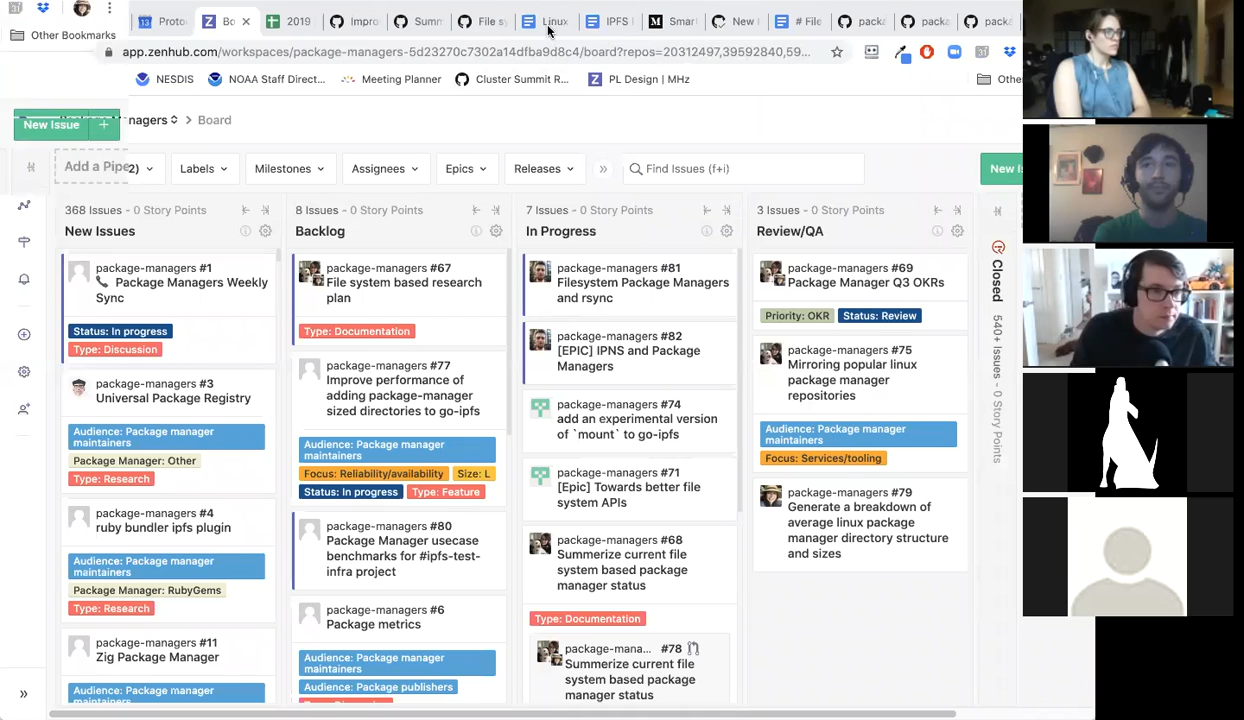 Proto
Bo
2019
Impro
Summ
File sy
Linux
IPFS
Smar
New
# File
packa
packa
packa
Other Bookmarks
app.zenhub.com/workspaces/package-managers-5d23270c7302a14dfba9d8c4/board?repos=20312497,39592840,59...
NESDIS
NOAA Staff Direct...
Meeting Planner
Cluster Summit R...
PL Design | MHz
Othe
New Issue +
nagers
Board
Add a Pipe
2)
Labels
Milestones
Assignees
Epics
Releases
»
Find Issues (f+i)
New I
368 Issues - 0 Story Points
New Issues
package-managers #1
📞 Package Managers Weekly
Sync
Status: In progress
Type: Discussion
package-managers #3
Universal Package Registry
Audience: Package manager
maintainers
Package Manager: Other
Type: Research
package-managers #4
ruby bundler ipfs plugin
Audience: Package manager
maintainers
Package Manager: RubyGems
Type: Research
package-managers #11
Zig Package Manager
Audience: Package manager
maintainers
8 Issues - 0 Story Points
Backlog
package-managers #67
File system based research
plan
Type: Documentation
package-managers #77
Improve performance of
adding package-manager
sized directories to go-ipfs
Audience: Package manager
maintainers
Focus: Reliability/availability
Size: L
Status: In progress
Type: Feature
package-managers #80
Package Manager usecase
benchmarks for #ipfs-test-
infra project
package-managers #6
Package metrics
Audience: Package manager
maintainers
Audience: Package publishers
7 Issues - 0 Story Points
In Progress
package-managers #81
Filesystem Package Managers
and rsync
package-managers #82
[EPIC] IPNS and Package
Managers
package-managers #74
add an experimental version
of `mount` to go-ipfs
package-managers #71
[Epic] Towards better file
system APIs
package-managers #68
Summerize current file
system based package
manager status
Type: Documentation
package-mana... #78
Summerize current file
system based package
manager status
3 Issues - 0 Story Points
Review/QA
package-managers #69
Package Manager Q3 OKRs
Priority: OKR
Status: Review
package-managers #75
Mirroring popular linux
package manager
repositories
Audience: Package manager
maintainers
Focus: Services/tooling
package-managers #79
Generate a breakdown of
average linux package
manager directory structure
and sizes
Closed
540+ Issues - 0 Story Points
»